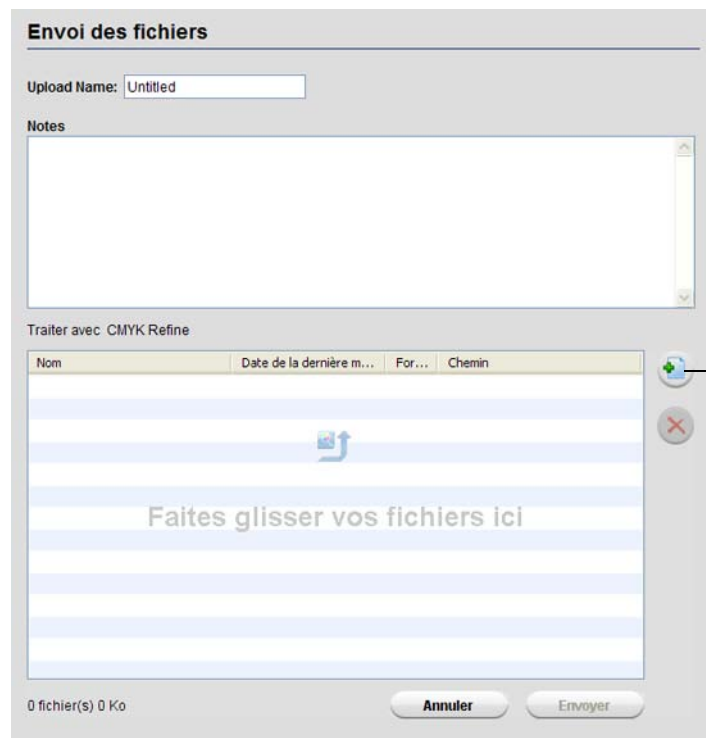 Envoi des fichiers
Upload Name: Untitled
Notes
Traiter avec CMYK Refine
Nom Date de la dernière m... For... Chemin
Faites glisser vos fichiers ici
0 fichier(s) 0 Ko Annuler Envoyer